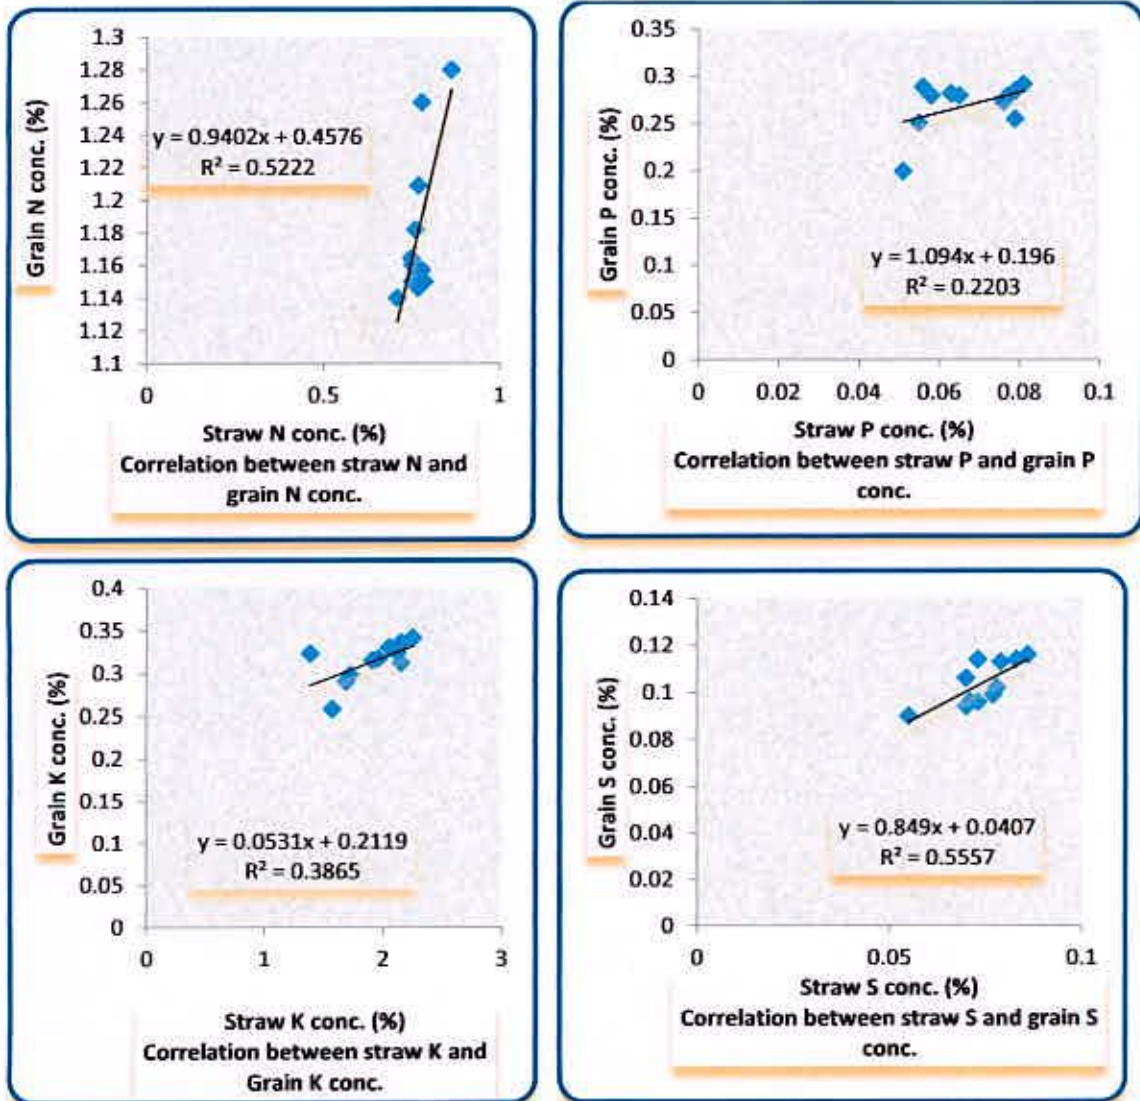 1.3
1.28
1.26
1.24
1.22
1.2
1.18
1.16
1.14
1.12
1.1
Grain N conc. (%)
y = 0.9402x + 0.4576
R² = 0.5222
0 0.5 1
Straw N conc. (%)
Correlation between straw N and
grain N conc.
0.35
0.3
0.25
0.2
0.15
0.1
0.05
0
Grain P conc. (%)
y = 1.094x + 0.196
R² = 0.2203
0 0.02 0.04 0.06 0.08 0.1
Straw P conc. (%)
Correlation between straw P and grain P
conc.
0.4
0.35
0.3
0.25
0.2
0.15
0.1
0.05
0
Grain K conc. (%)
y = 0.0531x + 0.2119
R² = 0.3865
0 1 2 3
Straw K conc. (%)
Correlation between straw K and
Grain K conc.
0.14
0.12
0.1
0.08
0.06
0.04
0.02
0
Grain S conc. (%)
y = 0.849x + 0.0407
R² = 0.5557
0 0.05 0.1
Straw S conc. (%)
Correlation between straw S and grain S
conc.